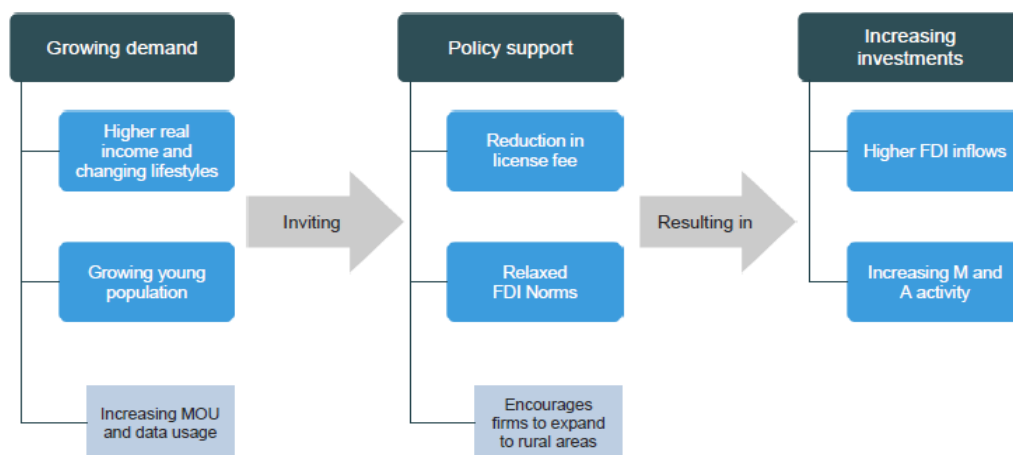 Growing demand
Higher real
income and
changing lifestyles
Growing young
population
Increasing MOU
and data usage
Inviting
Policy support
Reduction in
license fee
Relaxed
FDI Norms
Encourages
firms to expand
to rural areas
Resulting in
Increasing
investments
Higher FDI inflows
Increasing M and
A activity